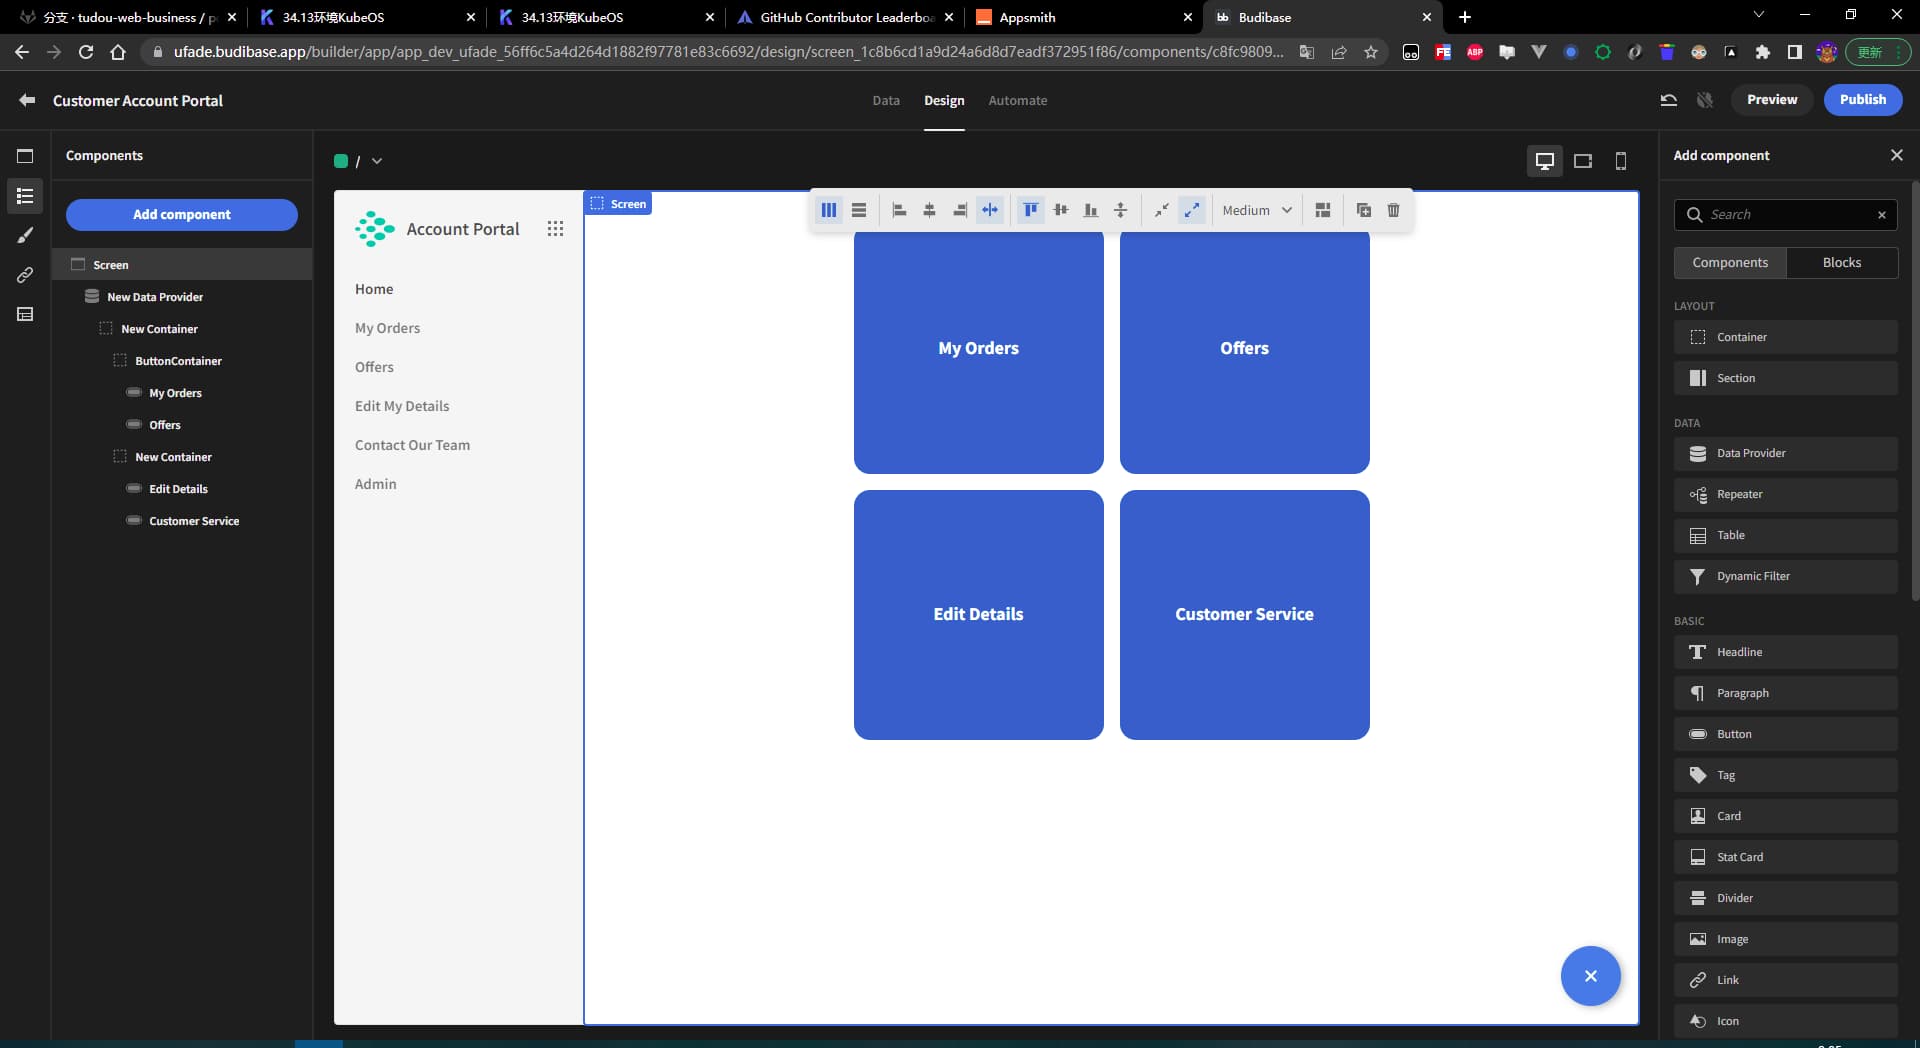 分支 · tudou-web-business / p
34.13环境KubeOS
34.13环境KubeOS
GitHub Contributor Leaderboa
Appsmith
Budibase
ufade.budibase.app/builder/app/app_dev_ufade_56ff6c5a4d264d1882f97781e83c6692/design/screen_1c8b6cd1a9d24a6d8d7eadf372951f86/components/c8fc9809...
更新
Customer Account Portal
Data
Design
Automate
Preview
Publish
Components
Add component
Screen
New Data Provider
New Container
ButtonContainer
My Orders
Offers
New Container
Edit Details
Customer Service
/
Account Portal
Home
My Orders
Offers
Edit My Details
Contact Our Team
Admin
Screen
Medium
My Orders
Offers
Edit Details
Customer Service
Add component
Search
Components
Blocks
LAYOUT
Container
Section
DATA
Data Provider
Repeater
Table
Dynamic Filter
BASIC
Headline
Paragraph
Button
Tag
Card
Stat Card
Divider
Image
Link
Icon